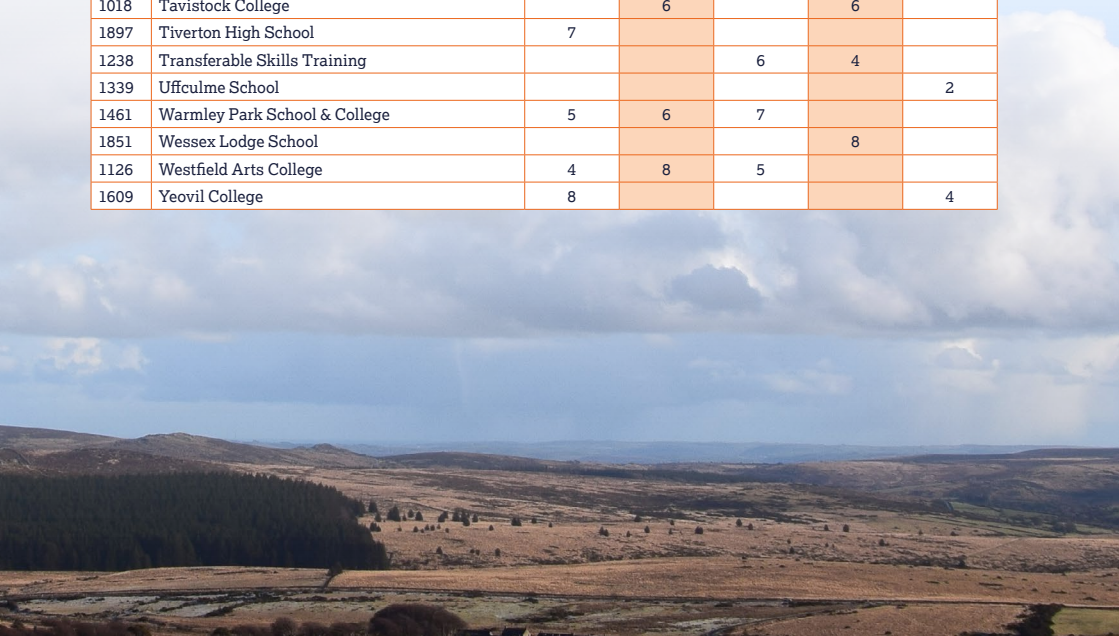 1018 Tavistock College 6 6
1897 Tiverton High School 7
1238 Transferable Skills Training 6 4
1339 Uffculme School 2
1461 Warmley Park School & College 5 6 7
1851 Wessex Lodge School 8
1126 Westfield Arts College 4 8 5
1609 Yeovil College 8 4